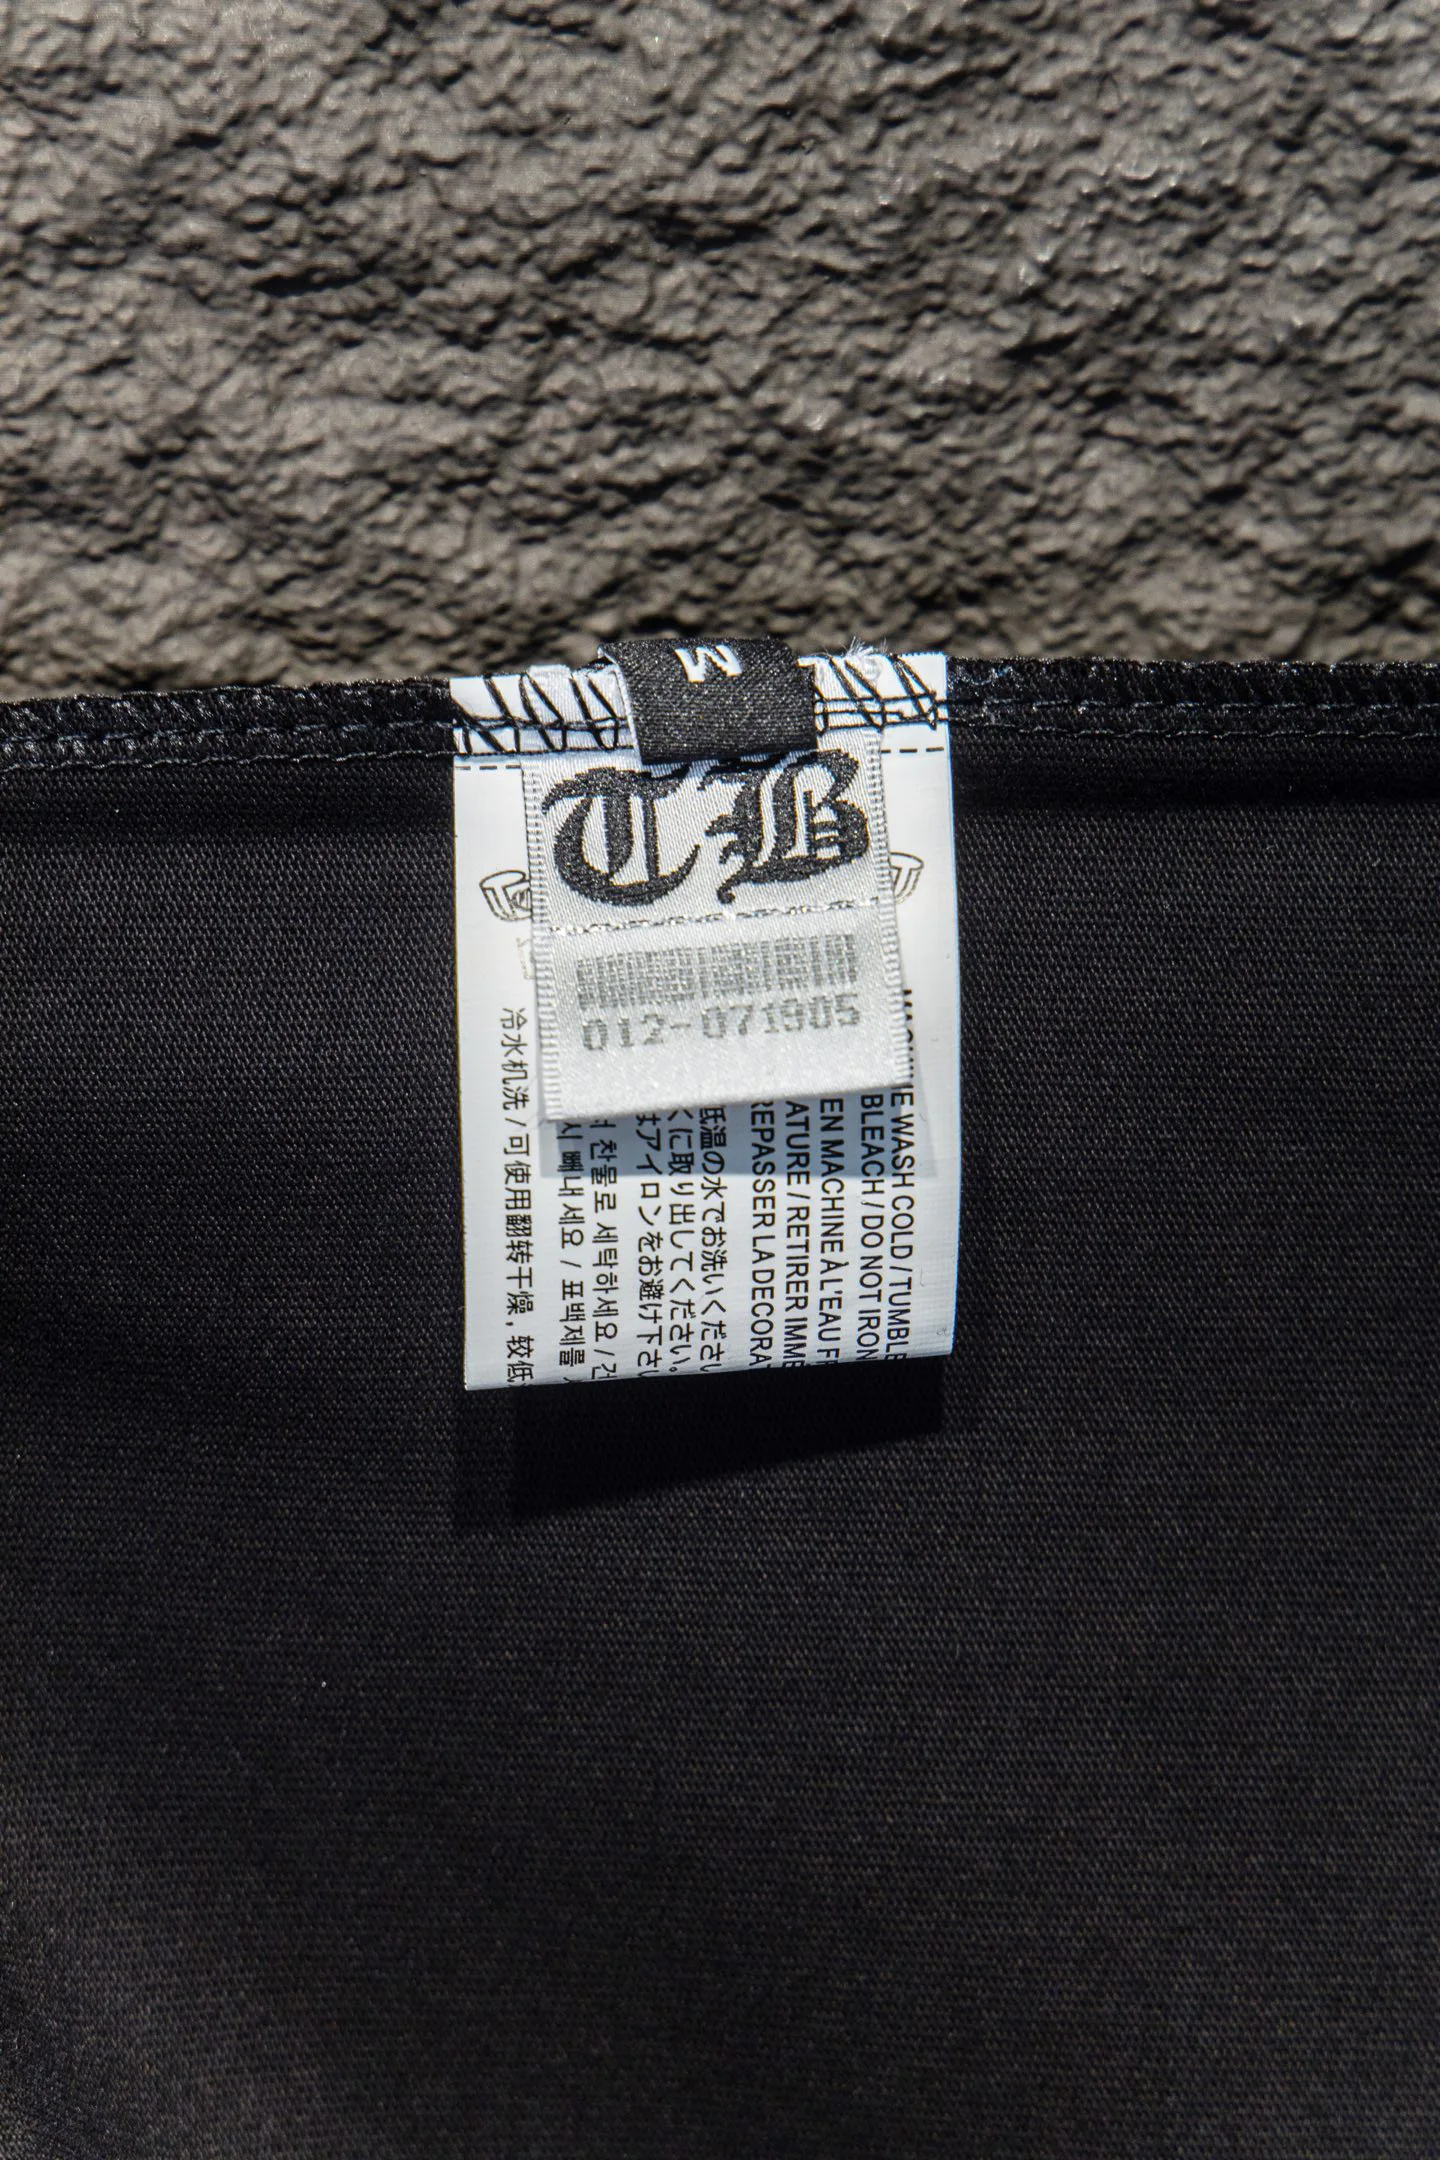 M
TB
012-071905
WASH COLD / TUMBLE
BLEACH / DO NOT IRON
EN MACHINE À L'EAU
/ RETIRER
REPASSER LA
低温の水でお洗いください
くに取り出してください。
はアイロンをお避け下さい
찬물로 세탁하세요 /
빼내세요 / 표백제를
冷水机洗 / 可使用翻转干燥，较低